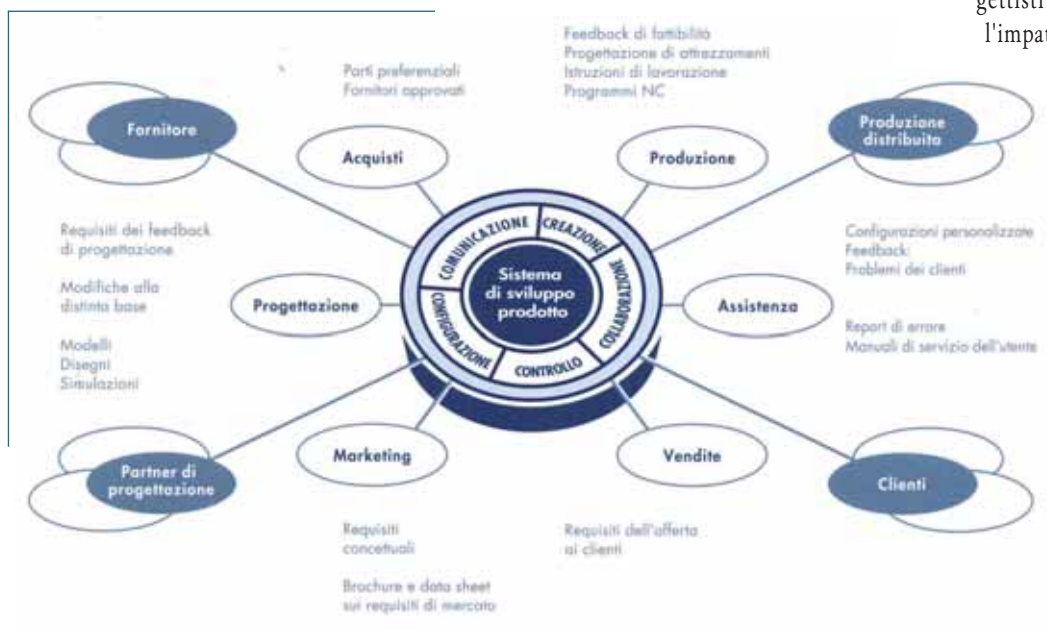 gettisti
l'impat
Feedback di fattibilità
Progettazione di attrezzamenti
Istruzioni di lavorazione
Programmi NC
Parti preferenziali
Fornitori approvati
Fornitore
Acquisti
Produzione
Produzione
distribuita
Requisiti dei feedback
di progettazione
Modifiche alla
distinta base
Modelli
Disegni
Simulazioni
Progettazione
COMUNICAZIONE
CREAZIONE
COLLABORAZIONE
CONTROLLO
CONFIGURAZIONE
Sistema
di sviluppo
prodotto
Assistenza
Configurazioni personalizzate
Feedback:
Problemi dei clienti
Report di errore
Manuali di servizio dell'utente
Partner di
progettazione
Marketing
Vendite
Clienti
Requisiti
concettuali
Brochure e data sheet
sui requisiti di mercato
Requisiti dell'offerta
ai clienti